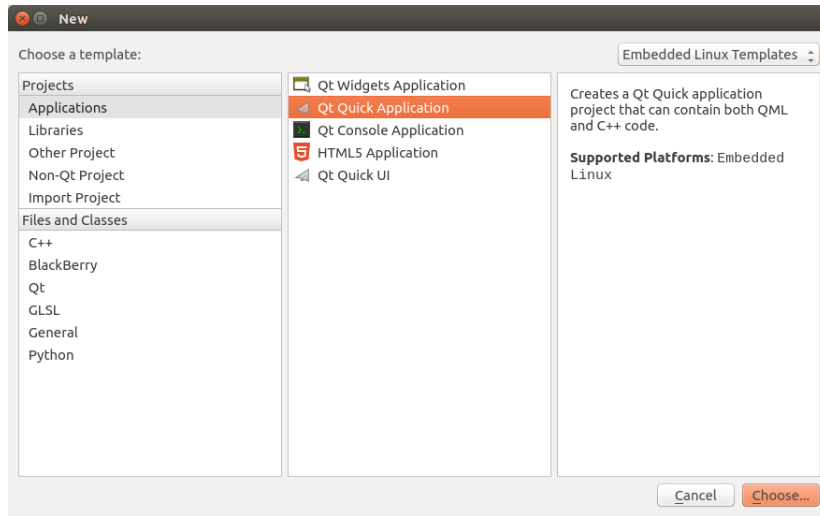 New
Choose a template:
Embedded Linux Templates
Projects
Applications
Libraries
Other Project
Non-Qt Project
Import Project
Files and Classes
C++
BlackBerry
Qt
GLSL
General
Python
Qt Widgets Application
Qt Quick Application
Qt Console Application
HTML5 Application
Qt Quick UI
Creates a Qt Quick application
project that can contain both QML
and C++ code.
Supported Platforms: Embedded
Linux
Cancel
Choose...